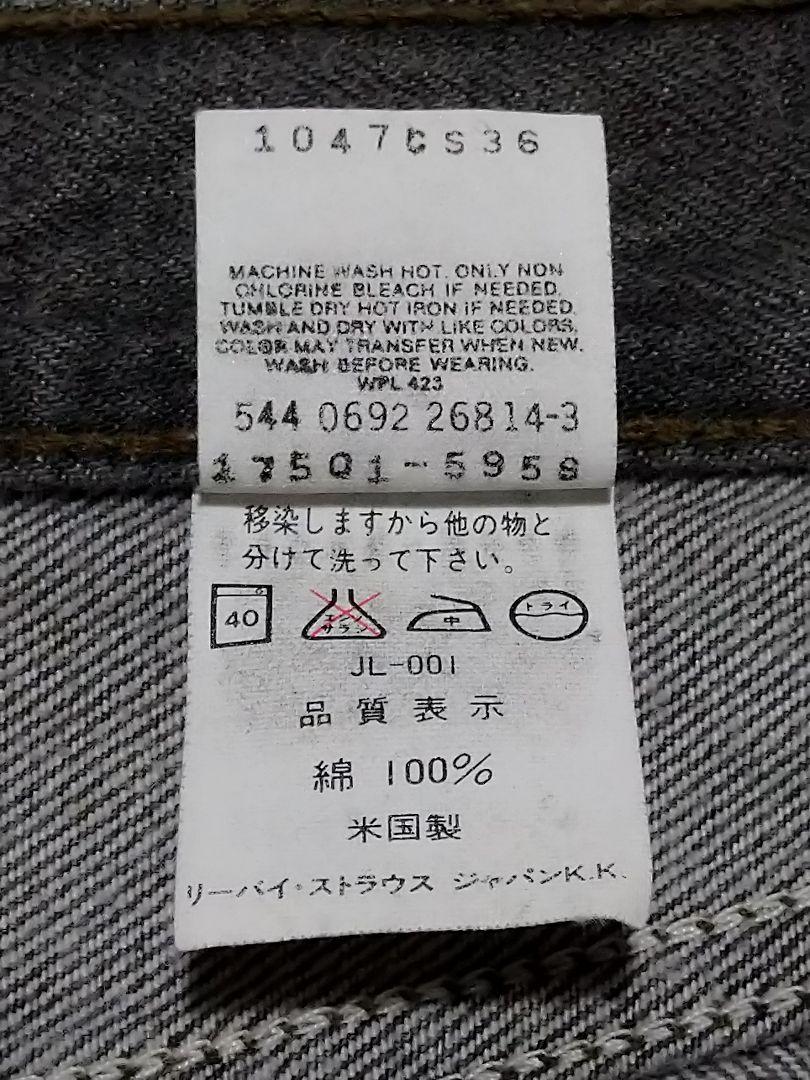 1047CS36
MACHINE WASH HOT. ONLY NON
CHLORINE BLEACH IF NEEDED.
TUMBLE DRY HOT IRON IF NEEDED.
WASH AND DRY WITH LIKE COLORS.
COLOR MAY TRANSFER WHEN NEW.
WASH BEFORE WEARING.
WPL 423
544 0692 26814-3
17501-5959
移染しますから他の物と
分けて洗って下さい。
40 エンソサラシ 中 ドライ
JL-001
品質表示
綿 100%
米国製
リーバイ・ストラウス ジャパンK.K.